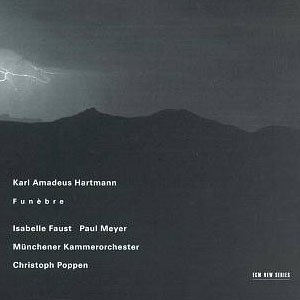 Karl Amadeus Hartmann
Funèbre
Isabelle Faust Paul Meyer
Münchener Kammerorchester
Christoph Poppen
ECM NEW SERIES